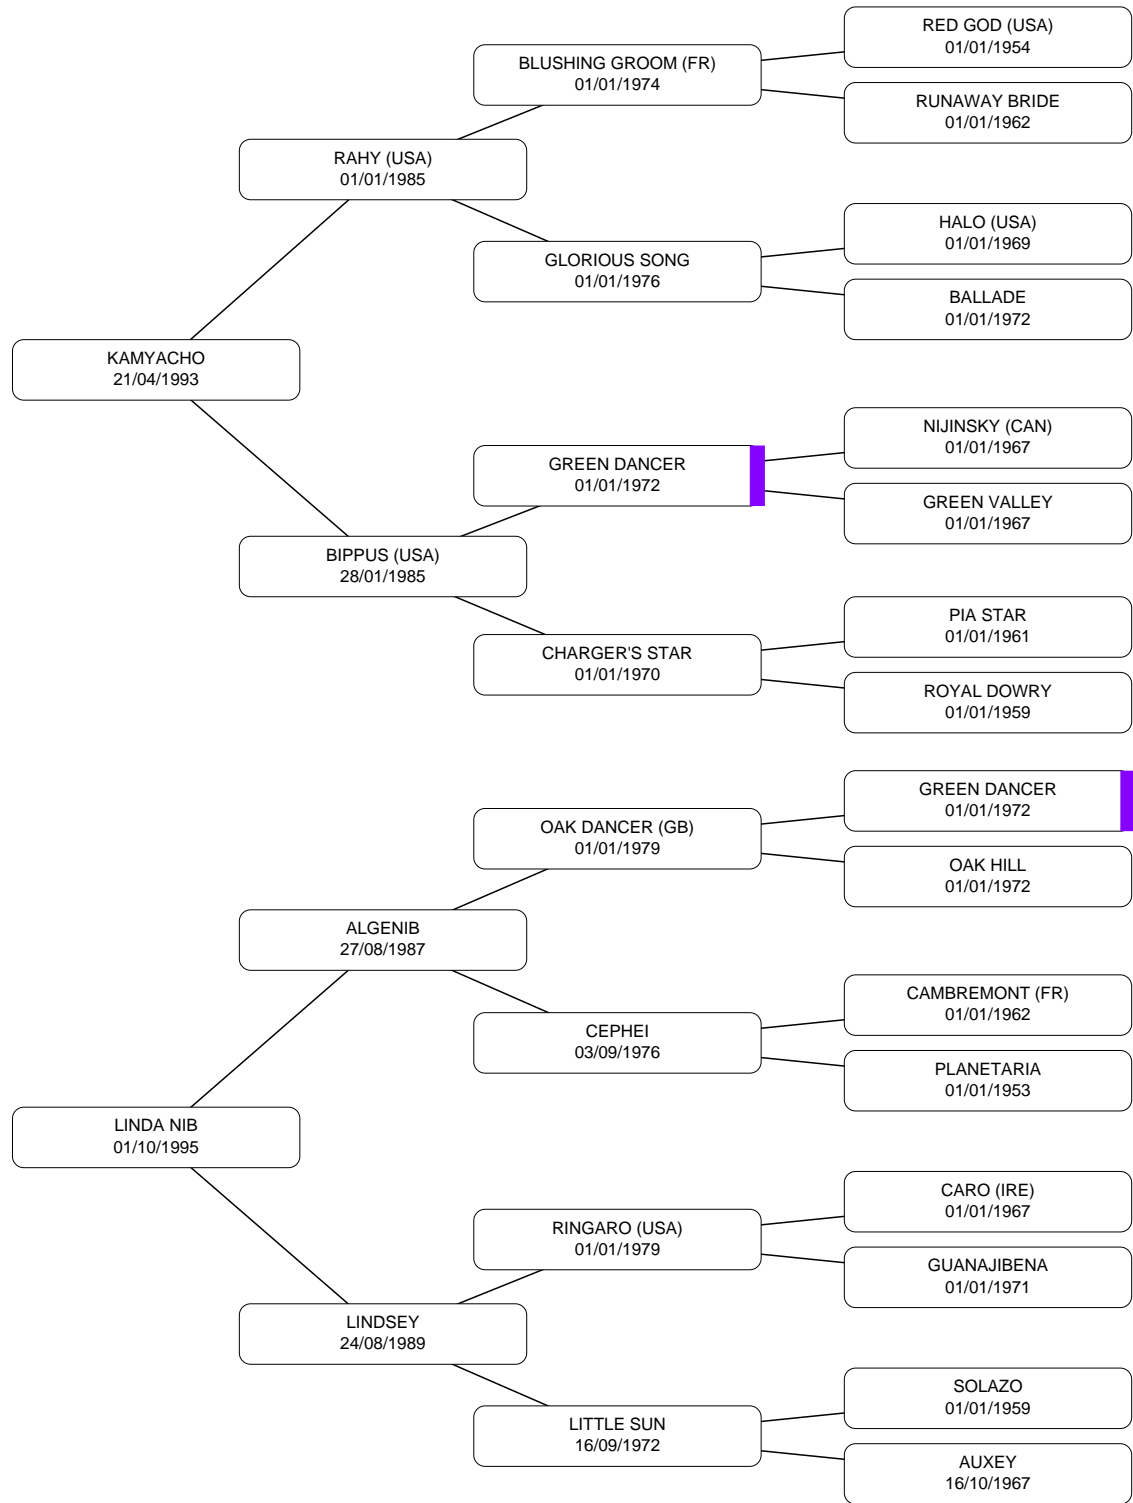 RED GOD (USA)
01/01/1954
BLUSHING GROOM (FR)
01/01/1974
RUNAWAY BRIDE
01/01/1962
RAHY (USA)
01/01/1985
HALO (USA)
01/01/1969
GLORIOUS SONG
01/01/1976
BALLADE
01/01/1972
KAMYACHO
21/04/1993
NIJINSKY (CAN)
01/01/1967
GREEN DANCER
01/01/1972
GREEN VALLEY
01/01/1967
BIPPUS (USA)
28/01/1985
PIA STAR
01/01/1961
CHARGER'S STAR
01/01/1970
ROYAL DOWRY
01/01/1959
GREEN DANCER
01/01/1972
OAK DANCER (GB)
01/01/1979
OAK HILL
01/01/1972
ALGENIB
27/08/1987
CAMBREMONT (FR)
01/01/1962
CEPHEI
03/09/1976
PLANETARIA
01/01/1953
LINDA NIB
01/10/1995
CARO (IRE)
01/01/1967
RINGARO (USA)
01/01/1979
GUANAJIBENA
01/01/1971
LINDSEY
24/08/1989
SOLAZO
01/01/1959
LITTLE SUN
16/09/1972
AUXEY
16/10/1967